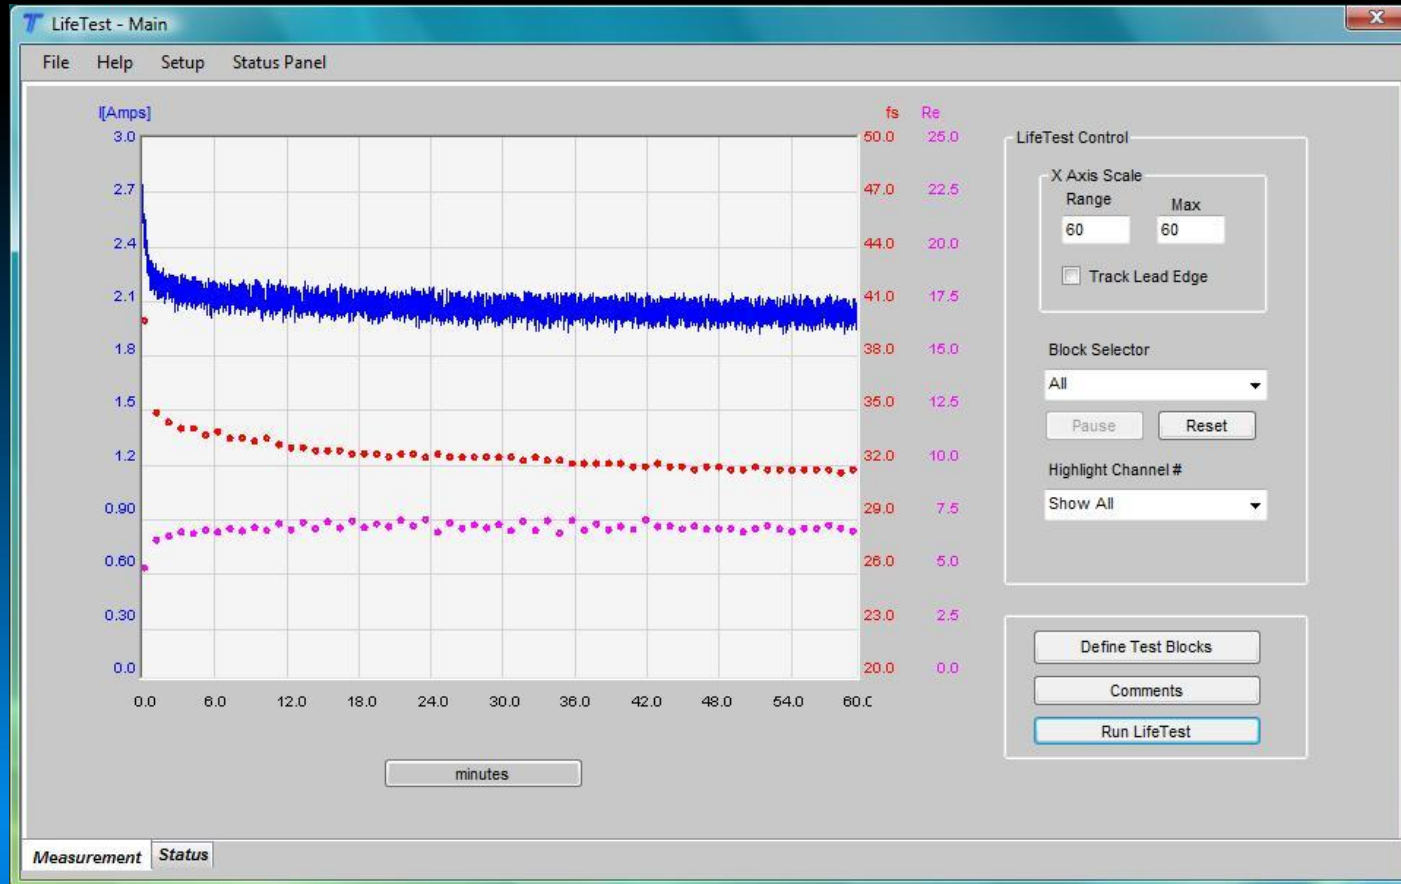 LifeTest - Main
File Help Setup Status Panel
I[Amps] fs Re
3.0 50.0 25.0
2.7 47.0 22.5
2.4 44.0 20.0
2.1 41.0 17.5
1.8 38.0 15.0
1.5 35.0 12.5
1.2 32.0 10.0
0.90 29.0 7.5
0.60 26.0 5.0
0.30 23.0 2.5
0.0 20.0 0.0
0.0 6.0 12.0 18.0 24.0 30.0 36.0 42.0 48.0 54.0 60.0
minutes
LifeTest Control
X Axis Scale
Range Max
60 60
Track Lead Edge
Block Selector
All
Pause Reset
Highlight Channel #
Show All
Define Test Blocks
Comments
Run LifeTest
Measurement Status